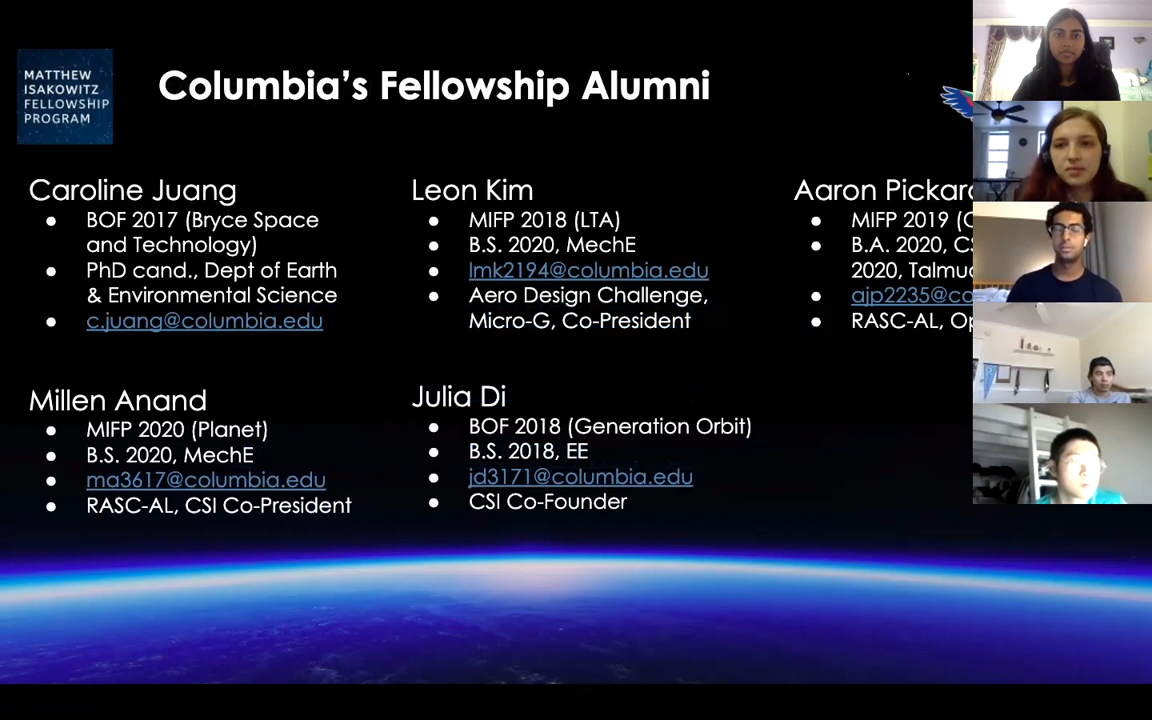 MATTHEW
ISAKOWITZ
FELLOWSHIP
PROGRAM
Columbia's Fellowship Alumni
Caroline Juang
● BOF 2017 (Bryce Space
and Technology)
● PhD cand., Dept of Earth
& Environmental Science
● c.juang@columbia.edu
Leon Kim
● MIFP 2018 (LTA)
● B.S. 2020, MechE
● lmk2194@columbia.edu
● Aero Design Challenge,
Micro-G, Co-President
Aaron Pickard
● MIFP 2019
● B.A. 2020,
2020,
● RASC-AL,
Millen Anand
● MIFP 2020 (Planet)
● B.S. 2020, MechE
● ma3617@columbia.edu
● RASC-AL, CSI Co-President
Julia Di
● BOF 2018 (Generation Orbit)
● B.S. 2018, EE
● jd3171@columbia.edu
● CSI Co-Founder